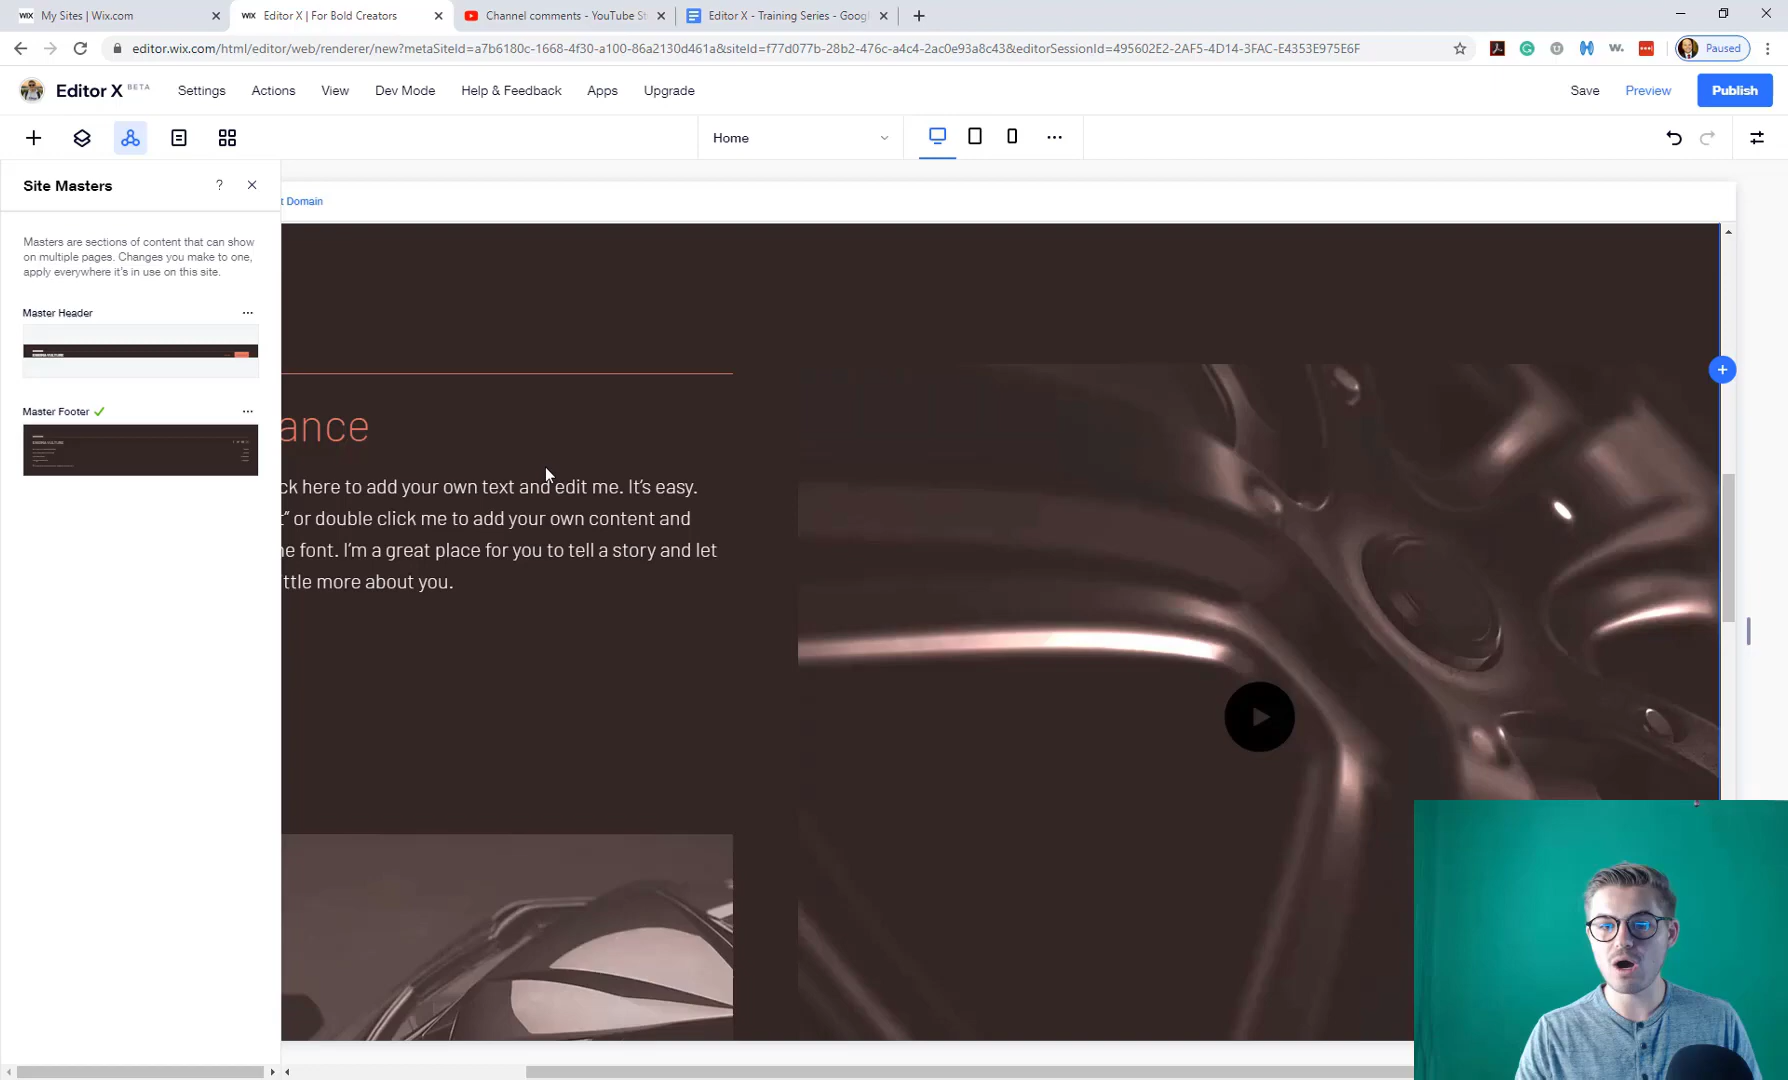 WIX My Sites | Wix.com
WIX Editor X | For Bold Creators
Channel comments - YouTube St
Editor X - Training Series - Googl
editor.wix.com/html/editor/web/renderer/new?metaSiteId=a7b6180c-1668-4f30-a100-86a2130d461a&siteId=f77d077b-28b2-476c-a4c4-2ac0e93a8c43&editorSessionId=495602E2-2AF5-4D14-3FAC-E4353E975E6F
Paused
Editor X BETA
Settings
Actions
View
Dev Mode
Help & Feedback
Apps
Upgrade
Save
Preview
Publish
Home
Site Masters
?
t Domain
Masters are sections of content that can show
on multiple pages. Changes you make to one,
apply everywhere it's in use on this site.
Master Header
Master Footer
ance
ck here to add your own text and edit me. It’s easy.
t” or double click me to add your own content and
e font. I’m a great place for you to tell a story and let
ttle more about you.